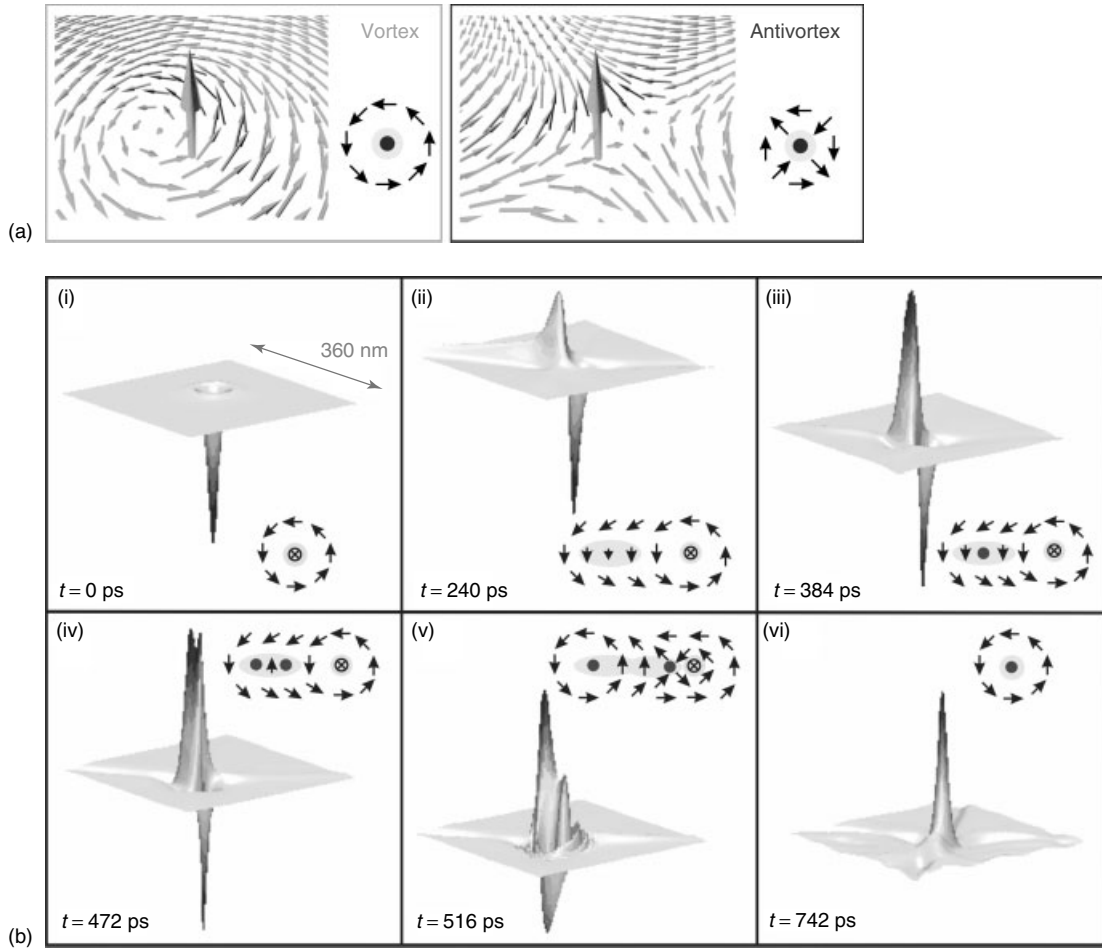 Vortex
Antivortex
(a)
(i)
360 nm
t = 0 ps
(ii)
t = 240 ps
(iii)
t = 384 ps
(iv)
t = 472 ps
(v)
t = 516 ps
(vi)
t = 742 ps
(b)